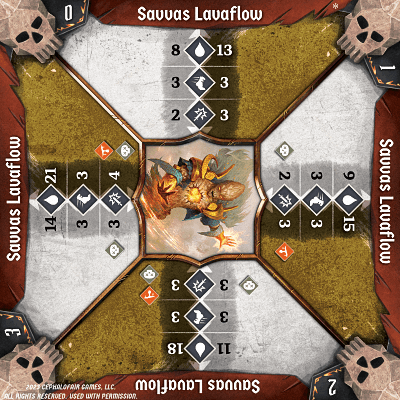 0
Savvas Lavaflow
*
8 13
3 3
2 3
1
Savvas Lavaflow
9 15
3 3
2 3
2
Savvas Lavaflow
11 18
3 3
3 3
3
Savvas Lavaflow
14 21
3 3
3 4
2023 CEPHALOFAIR GAMES, LLC.
ALL RIGHTS RESERVED. USED WITH PERMISSION.